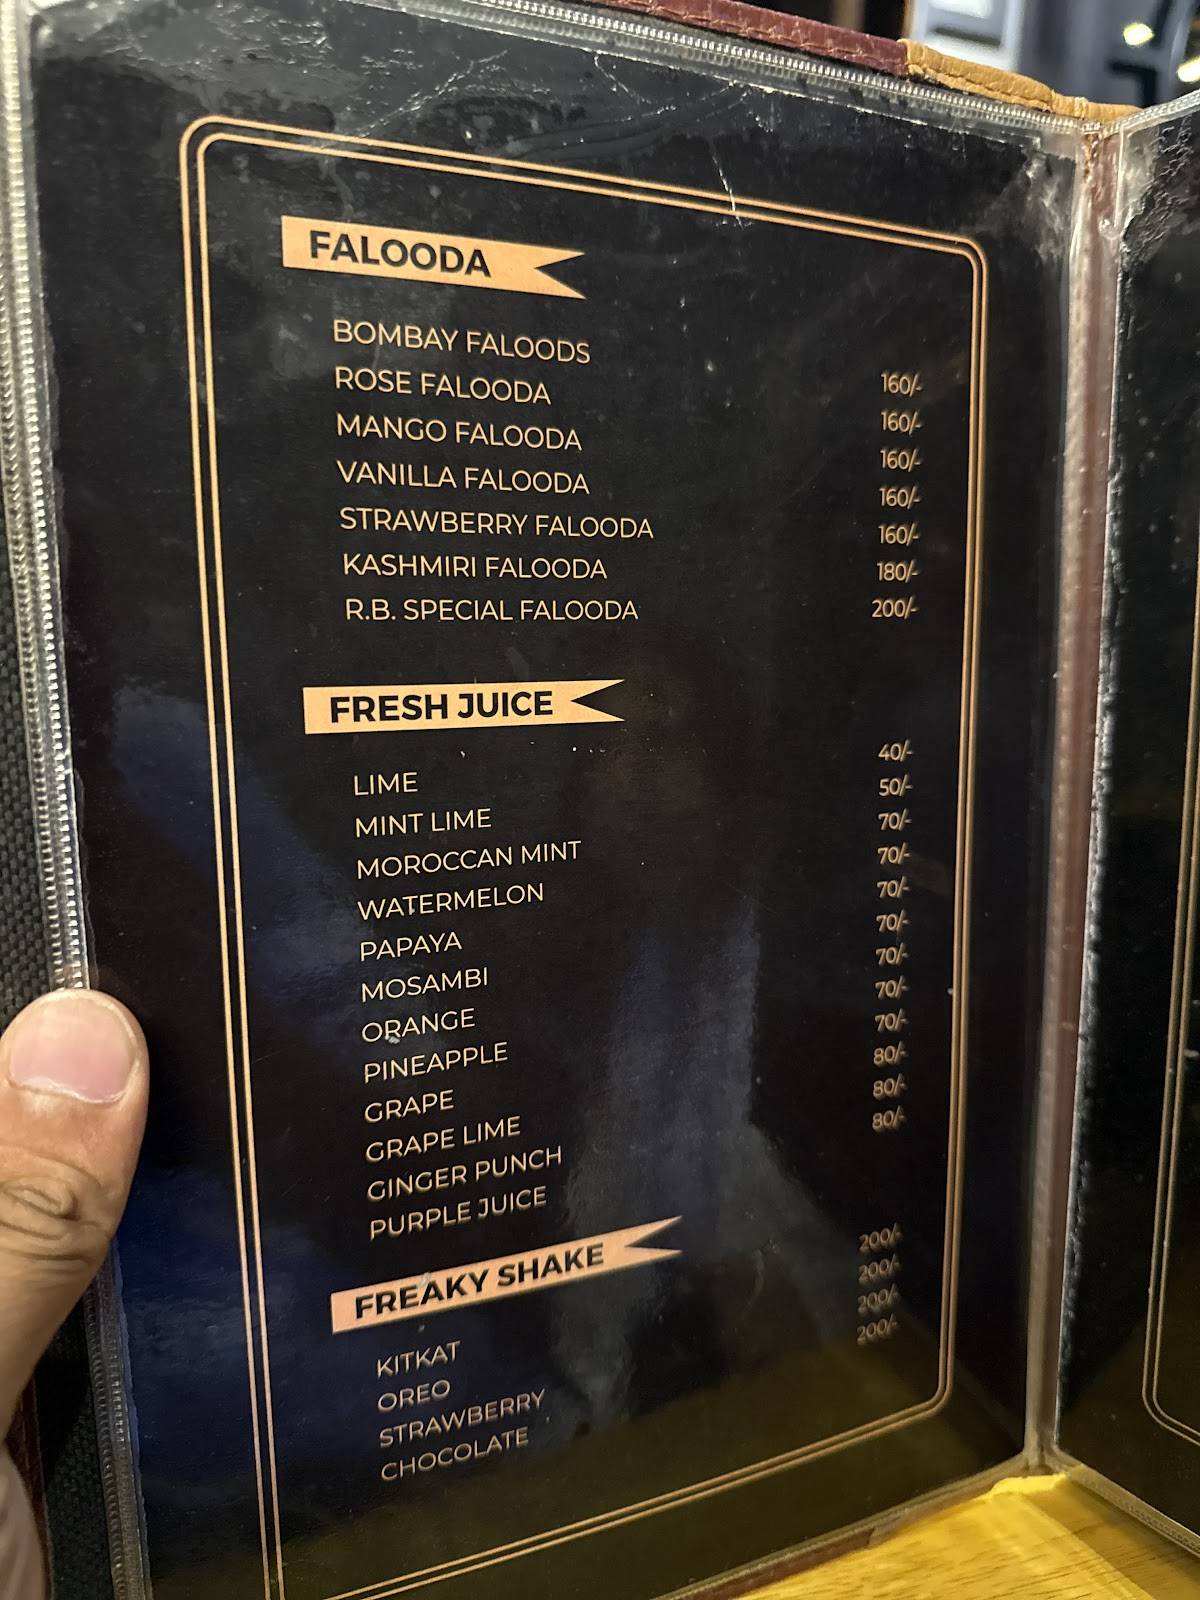 FALOODA
BOMBAY FALOODS 160/-
ROSE FALOODA 160/-
MANGO FALOODA 160/-
VANILLA FALOODA 160/-
STRAWBERRY FALOODA 160/-
KASHMIRI FALOODA 180/-
R.B. SPECIAL FALOODA 200/-
FRESH JUICE
LIME 40/-
MINT LIME 50/-
MOROCCAN MINT 70/-
WATERMELON 70/-
PAPAYA 70/-
MOSAMBI 70/-
ORANGE 70/-
PINEAPPLE 70/-
GRAPE 70/-
GRAPE LIME 80/-
GINGER PUNCH 80/-
PURPLE JUICE 80/-
FREAKY SHAKE
KITKAT 200/-
OREO 200/-
STRAWBERRY 200/-
CHOCOLATE 200/-